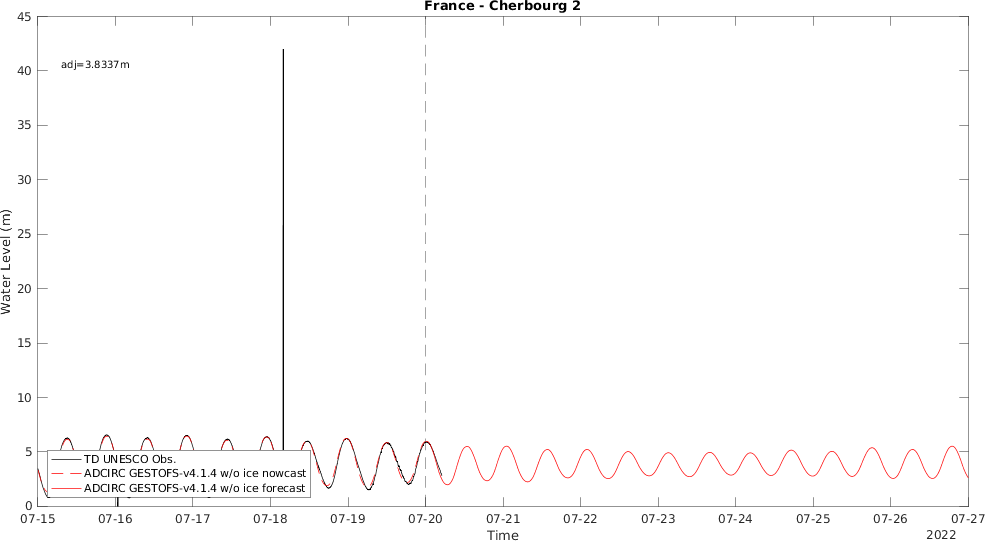 France - Cherbourg 2
adj=3.8337m
Water Level (m)
45
40
35
30
25
20
15
10
5
0
TD UNESCO Obs.
ADCIRC GESTOFS-v4.1.4 w/o ice nowcast
ADCIRC GESTOFS-v4.1.4 w/o ice forecast
07-15 07-16 07-17 07-18 07-19 07-20 07-21 07-22 07-23 07-24 07-25 07-26 07-27
Time
2022